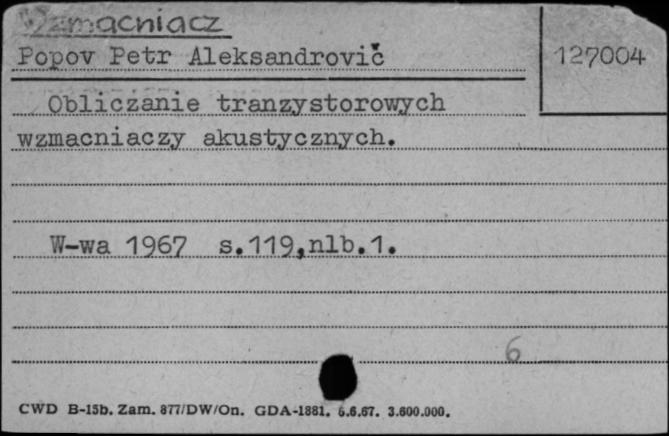 Wzmacniacz
Popov Petr Aleksandrovič
127004
Obliczanie tranzystorowych
wzmacniaczy akustycznych.
W-wa 1967 s.119,nlb.1.
6
CWD B-15b. Zam. 877/DW/On. GDA-1881. 6.6.67. 3.600.000.